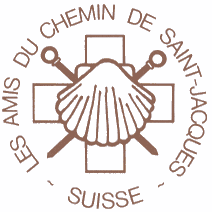 LES AMIS DU CHEMIN DE SAINT-JACQUES
~ SUISSE ~